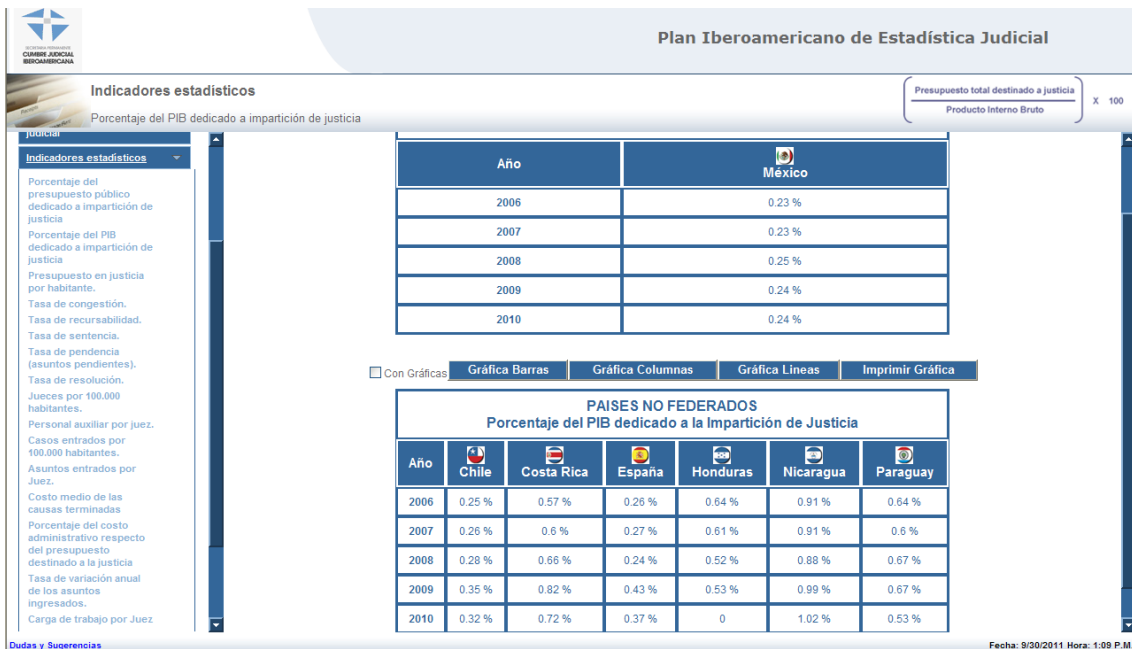 SECRETARIA PERMANENTE
CUMBRE JUDICIAL
IBEROAMERICANA
Plan Iberoamericano de Estadística Judicial
Indicadores estadisticos
Porcentaje del PIB dedicado a impartición de justicia
Presupuesto total destinado a justicia
Producto Interno Bruto
X 100
judicial
Indicadores estadísticos
Porcentaje del
presupuesto público
dedicado a impartición de
justicia
Porcentaje del PIB
dedicado a impartición de
justicia
Presupuesto en justicia
por habitante.
Tasa de congestión.
Tasa de recursabilidad.
Tasa de sentencia.
Tasa de pendencia
(asuntos pendientes).
Tasa de resolución.
Jueces por 100.000
habitantes.
Personal auxiliar por juez.
Casos entrados por
100.000 habitantes.
Asuntos entrados por
Juez.
Costo medio de las
causas terminadas
Porcentaje del costo
administrativo respecto
del presupuesto
destinado a la justicia
Tasa de variación anual
de los asuntos
ingresados.
Carga de trabajo por Juez
Año México
2006 0.23 %
2007 0.23 %
2008 0.25 %
2009 0.24 %
2010 0.24 %
Con Gráficas Gráfica Barras Gráfica Columnas Gráfica Lineas Imprimir Gráfica
PAISES NO FEDERADOS
Porcentaje del PIB dedicado a la Impartición de Justicia
Año Chile Costa Rica España Honduras Nicaragua Paraguay
2006 0.25 % 0.57 % 0.26 % 0.64 % 0.91 % 0.64 %
2007 0.26 % 0.6 % 0.27 % 0.61 % 0.91 % 0.6 %
2008 0.28 % 0.66 % 0.24 % 0.52 % 0.88 % 0.67 %
2009 0.35 % 0.82 % 0.43 % 0.53 % 0.99 % 0.67 %
2010 0.32 % 0.72 % 0.37 % 0 1.02 % 0.53 %
Dudas y Sugerencias
Fecha: 9/30/2011 Hora: 1:09 P.M.